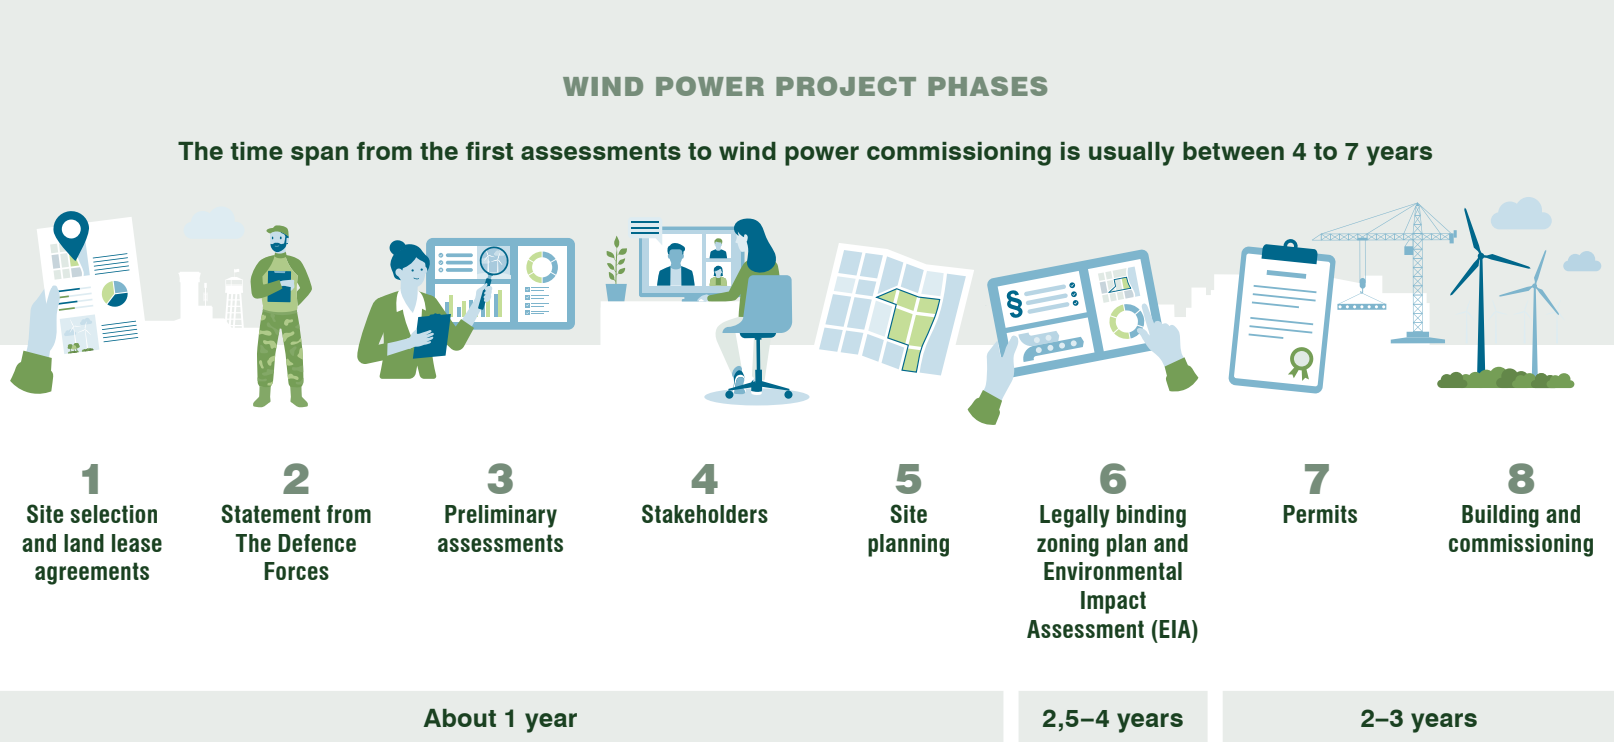 WIND POWER PROJECT PHASES
The time span from the first assessments to wind power commissioning is usually between 4 to 7 years
§
1
Site selection
and land lease
agreements
2
Statement from
The Defence
Forces
3
Preliminary
assessments
4
Stakeholders
5
Site
planning
6
Legally binding
zoning plan and
Environmental
Impact
Assessment (EIA)
7
Permits
8
Building and
commissioning
About 1 year
2,5–4 years
2–3 years